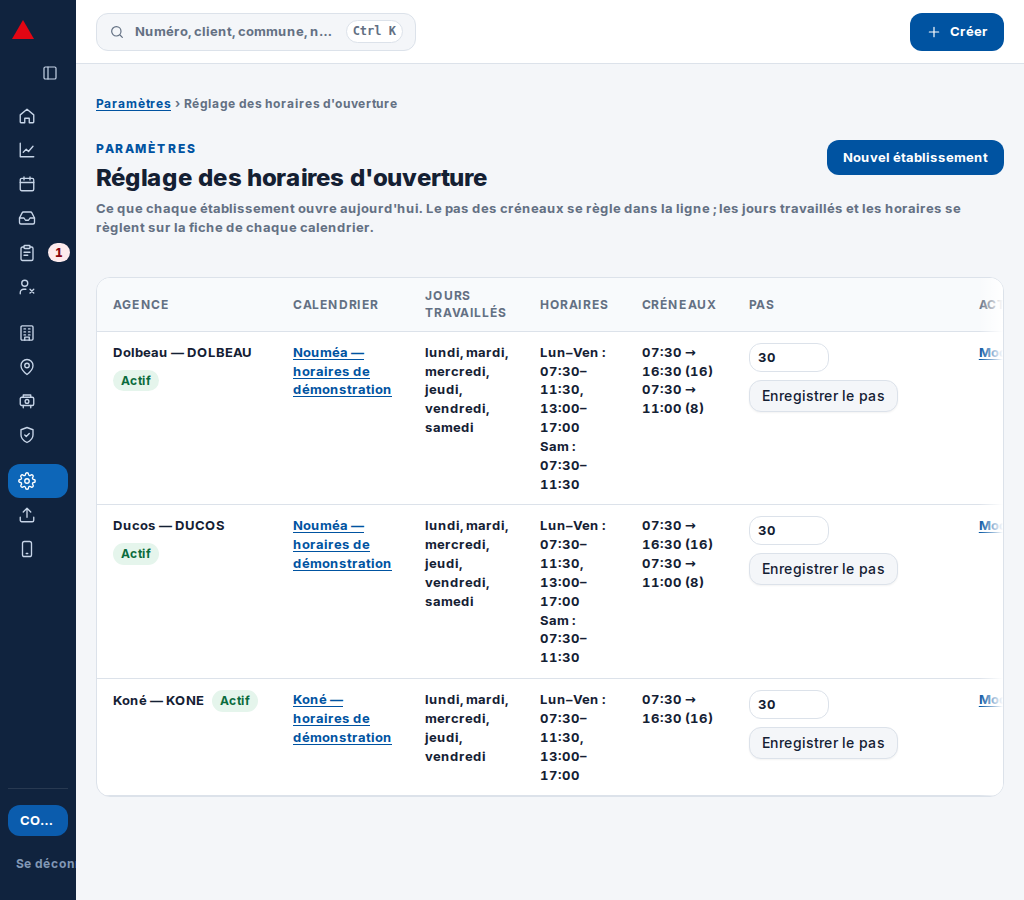 Numéro, client, commune, n… Ctrl K
Créer
Paramètres › Réglage des horaires d'ouverture
PARAMÈTRES
Nouvel établissement
Réglage des horaires d'ouverture
Ce que chaque établissement ouvre aujourd'hui. Le pas des créneaux se règle dans la ligne ; les jours travaillés et les horaires se
règlent sur la fiche de chaque calendrier.
1
AGENCE
CALENDRIER
JOURS
TRAVAILLÉS
HORAIRES
CRÉNEAUX
PAS
Dolbeau — DOLBEAU
Actif
Nouméa —
horaires de
démonstration
lundi, mardi,
mercredi,
jeudi,
vendredi,
samedi
Lun–Ven :
07:30–
11:30,
13:00–
17:00
Sam :
07:30–
11:30
07:30 →
16:30 (16)
07:30 →
11:00 (8)
30
Enregistrer le pas
Ducos — DUCOS
Actif
Nouméa —
horaires de
démonstration
lundi, mardi,
mercredi,
jeudi,
vendredi,
samedi
Lun–Ven :
07:30–
11:30,
13:00–
17:00
Sam :
07:30–
11:30
07:30 →
16:30 (16)
07:30 →
11:00 (8)
30
Enregistrer le pas
Koné — KONE Actif
Koné —
horaires de
démonstration
lundi, mardi,
mercredi,
jeudi,
vendredi
Lun–Ven :
07:30–
11:30,
13:00–
17:00
07:30 →
16:30 (16)
30
Enregistrer le pas
CO…
Se décon